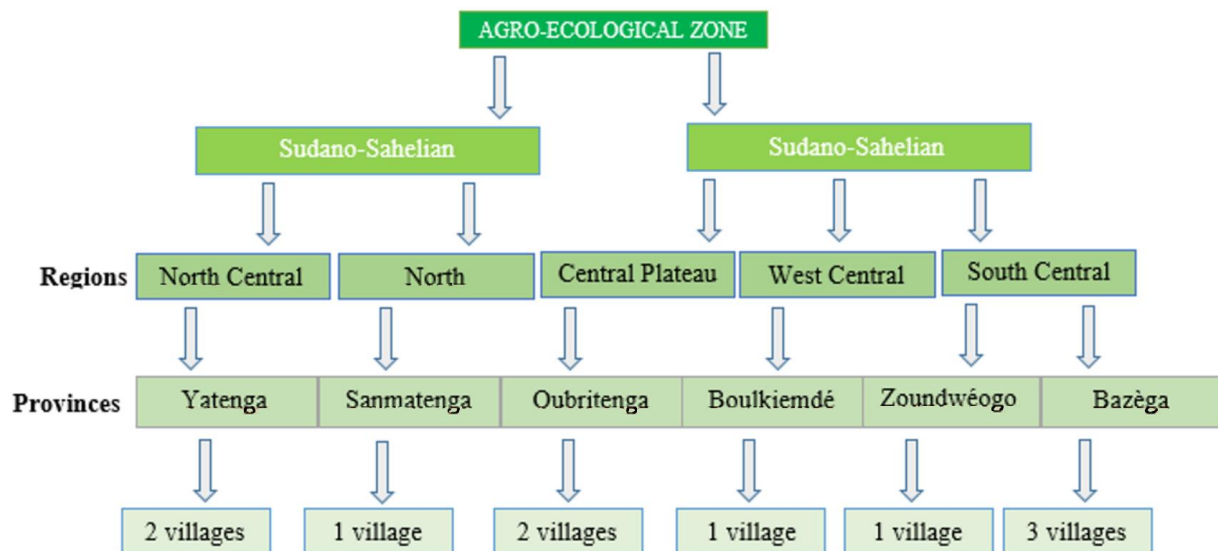 AGRO-ECOLOGICAL ZONE
Sudano-Sahelian
Sudano-Sahelian
Regions
North Central
North
Central Plateau
West Central
South Central
Provinces
Yatenga
Sanmatenga
Oubritenga
Boulkiemdé
Zoundwéogo
Bazèga
2 villages
1 village
2 villages
1 village
1 village
3 villages